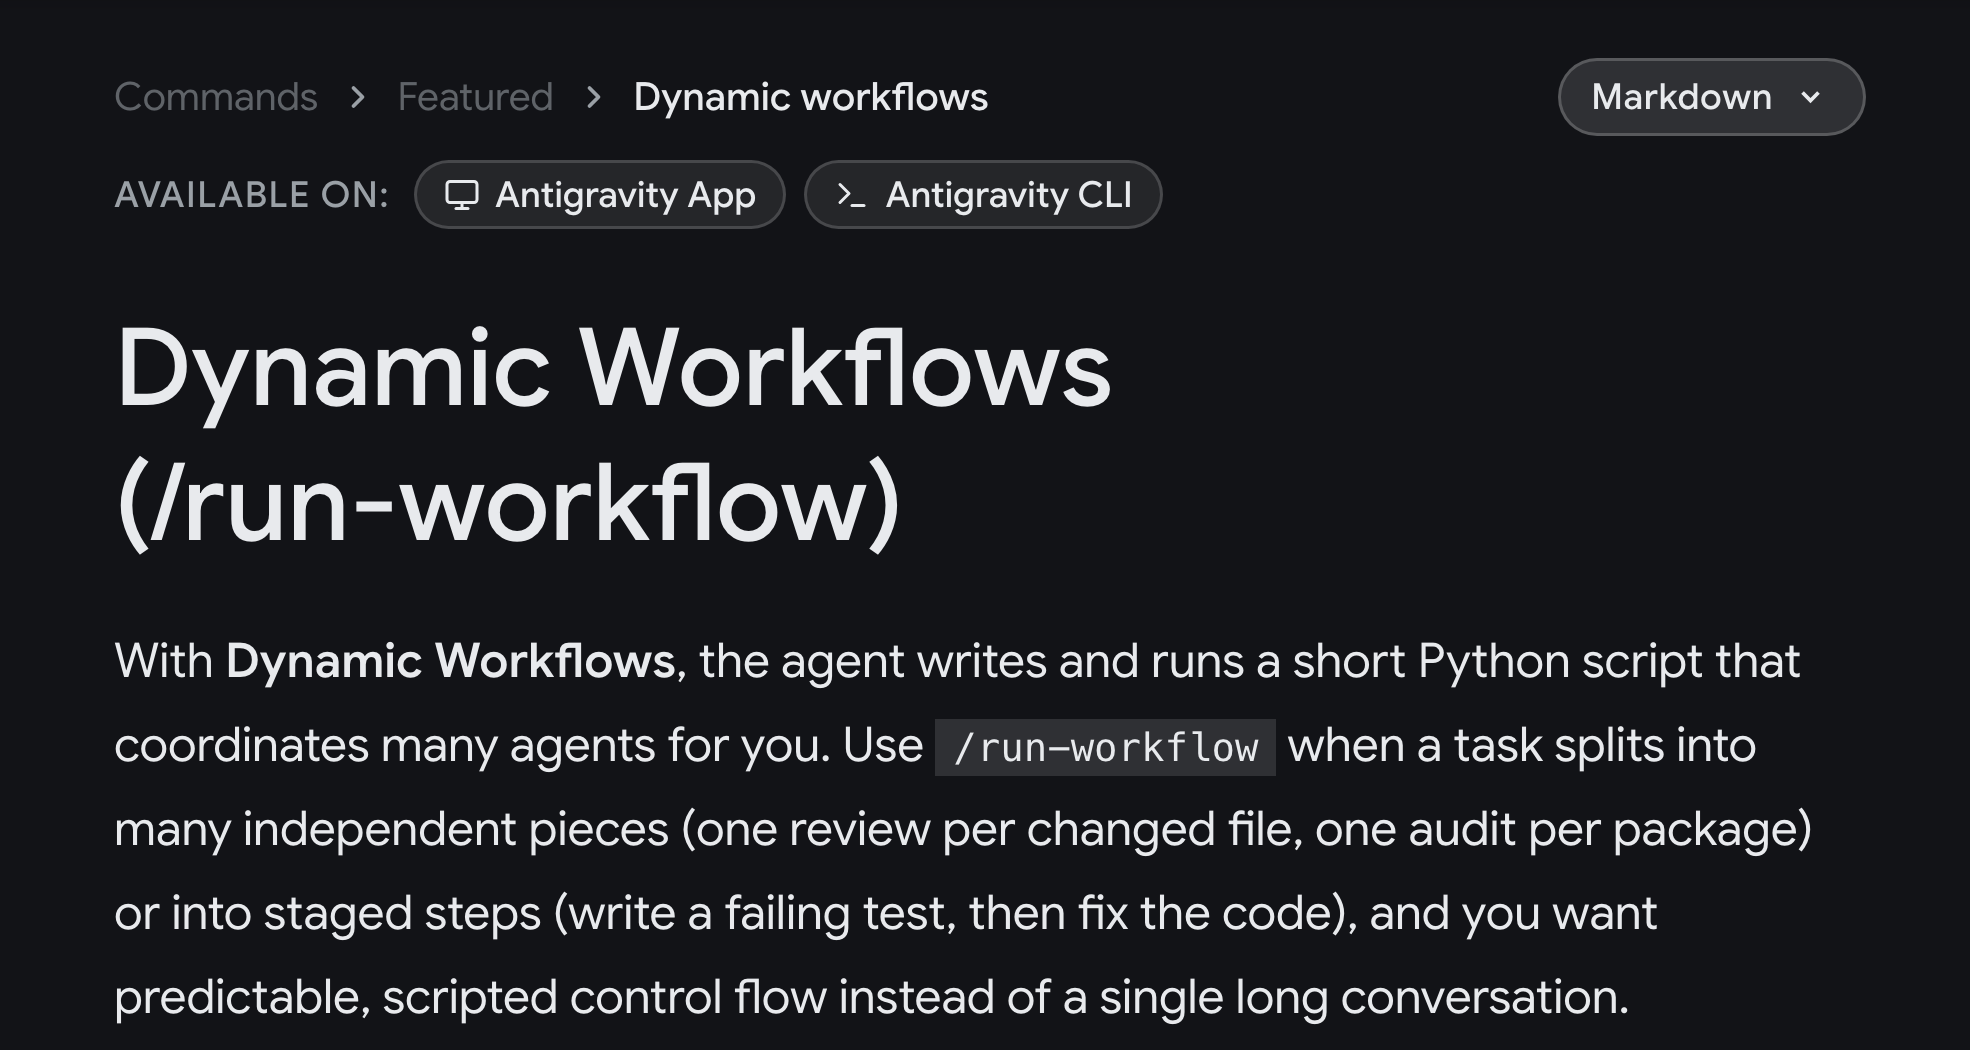 Commands > Featured > Dynamic workflows
Markdown
AVAILABLE ON: Antigravity App >_ Antigravity CLI
Dynamic Workflows
(/run-workflow)
With Dynamic Workflows, the agent writes and runs a short Python script that
coordinates many agents for you. Use /run-workflow when a task splits into
many independent pieces (one review per changed file, one audit per package)
or into staged steps (write a failing test, then fix the code), and you want
predictable, scripted control flow instead of a single long conversation.